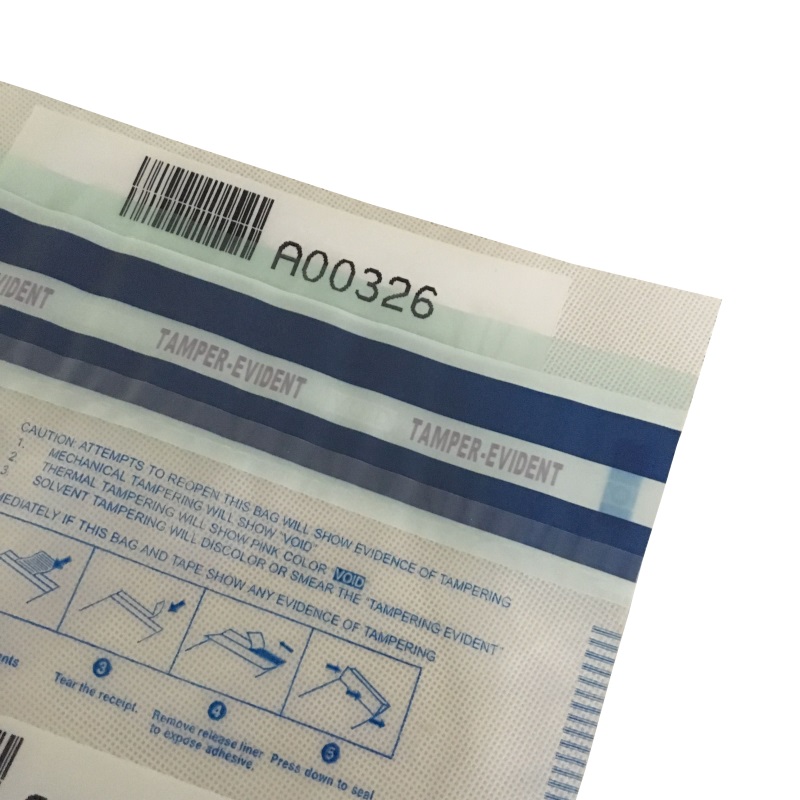 A00326
IDENT TAMPER-EVIDENT TAMPER-EVIDENT
CAUTION: ATTEMPTS TO REOPEN THIS BAG WILL SHOW EVIDENCE OF TAMPERING
1. MECHANICAL TAMPERING WILL SHOW "VOID"
2. THERMAL TAMPERING WILL SHOW PINK COLOR VOID
3. SOLVENT TAMPERING WILL DISCOLOR OR SMEAR THE "TAMPERING EVIDENT"
MEDIATELY IF THIS BAG AND TAPE SHOW ANY EVIDENCE OF TAMPERING
ents
3
Tear the receipt.
4
Remove release liner
to expose adhesive.
5
Press down to seal